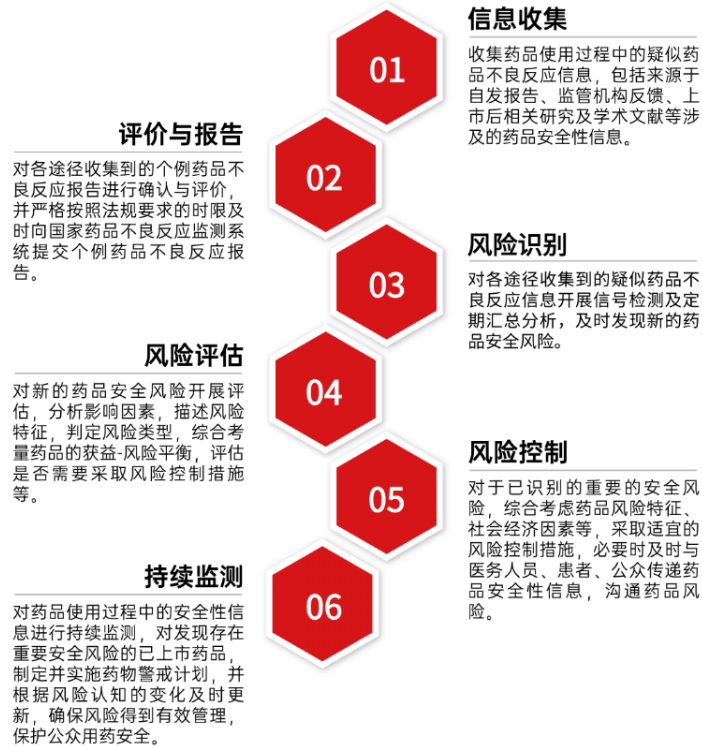 01
信息收集
收集药品使用过程中的疑似药
品不良反应信息，包括来源于
自发报告、监管机构反馈、上
市后相关研究及学术文献等涉
及的药品安全性信息。
02
评价与报告
对各途径收集到的个例药品不
良反应报告进行确认与评价，
并严格按照法规要求的时限及
时向国家药品不良反应监测系
统提交个例药品不良反应报
告。
03
风险识别
对各途径收集到的疑似药品不
良反应信息开展信号检测及定
期汇总分析，及时发现新的药
品安全风险。
04
风险评估
对新的药品安全风险开展评
估，分析影响因素，描述风险
特征，判定风险类型，综合考
量药品的获益-风险平衡，评估
是否需要采取风险控制措施
等。
05
风险控制
对于已识别的重要的安全风
险，综合考虑药品风险特征、
社会经济因素等，采取适宜的
风险控制措施，必要时及时与
医务人员、患者、公众传递药
品安全性信息，沟通药品风
险。
06
持续监测
对药品使用过程中的安全性信
息进行持续监测，对发现存在
重要安全风险的已上市药品，
制定并实施药物警戒计划，并
根据风险认知的变化及时更
新，确保风险得到有效管理，
保护公众用药安全。